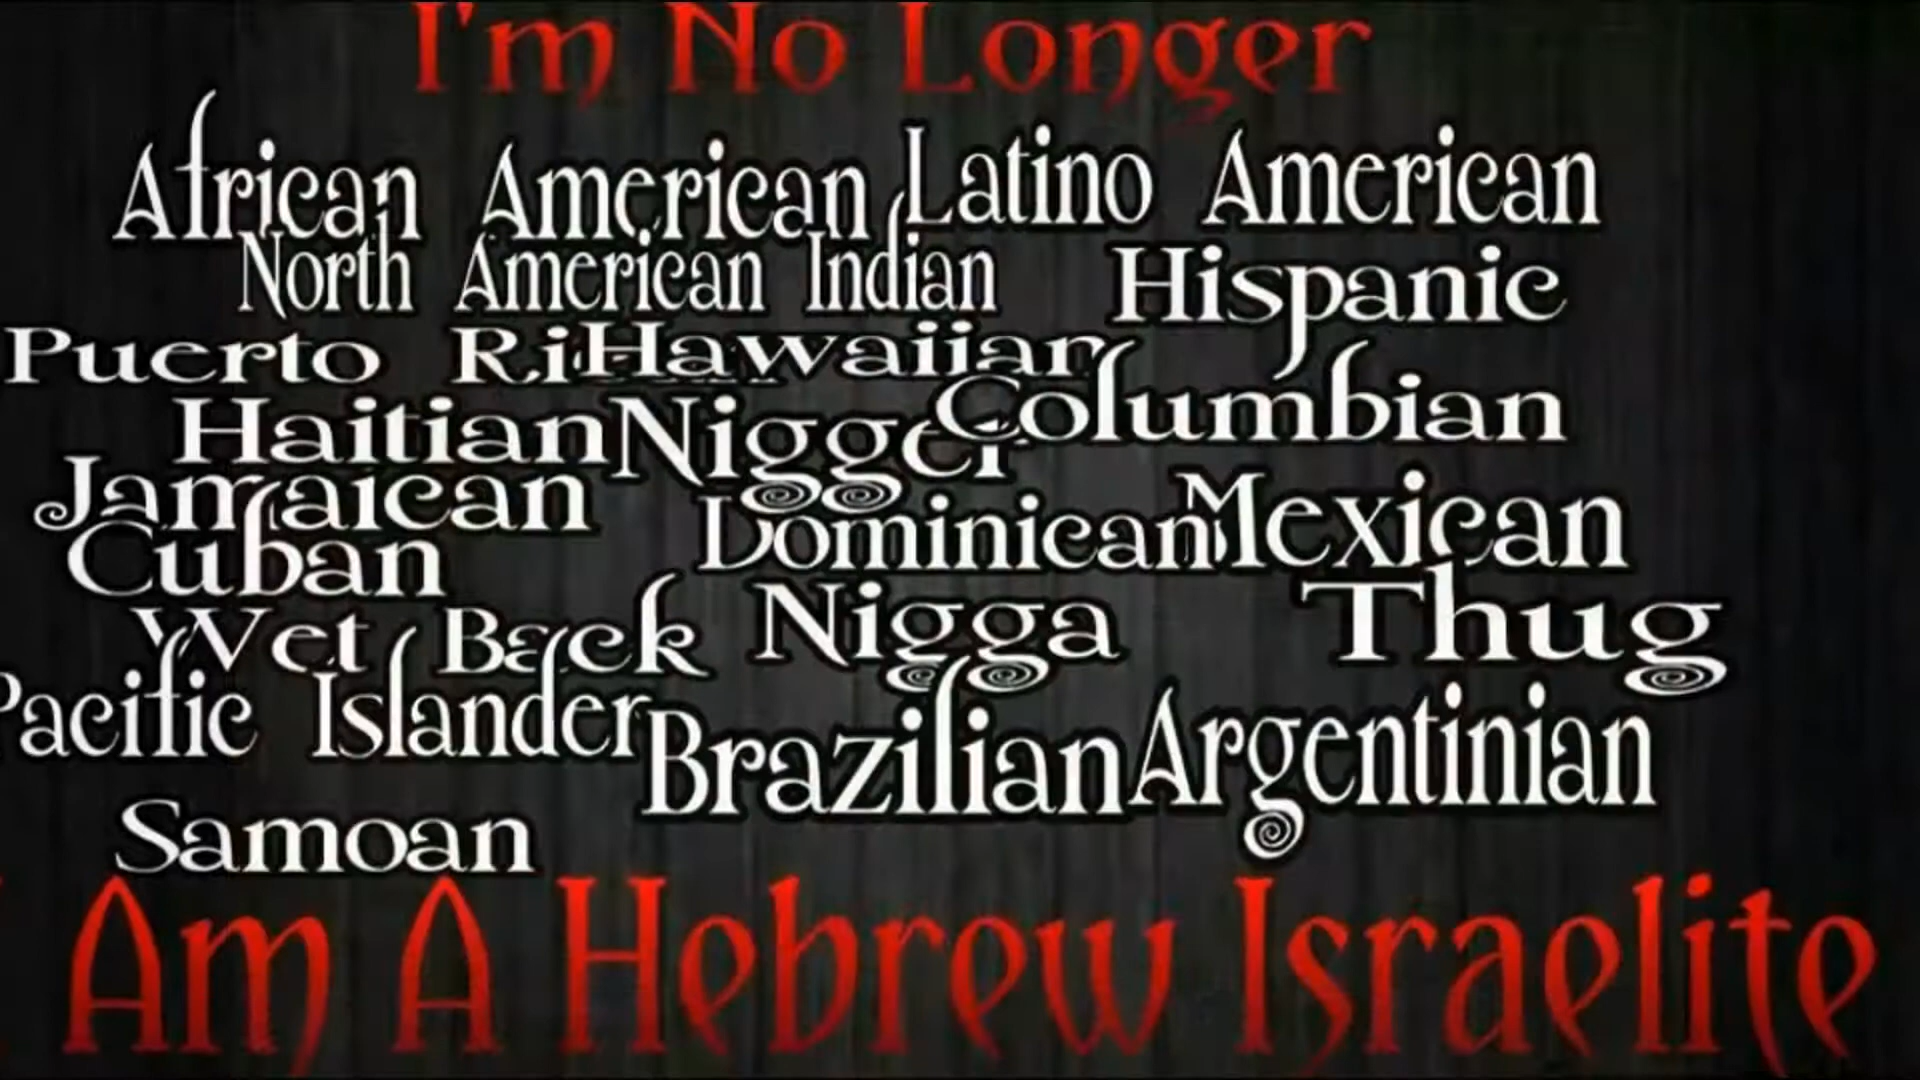 I'm No Longer
African American Latino American
North American Indian Hispanic
Puerto Ri Hawaiian
Haitian Nigger Columbian
Jamaican Dominican Mexican
Cuban
Wet Back Nigga Thug
Pacific Islander Brazilian Argentinian
Samoan
Am A Hebrew Israelite